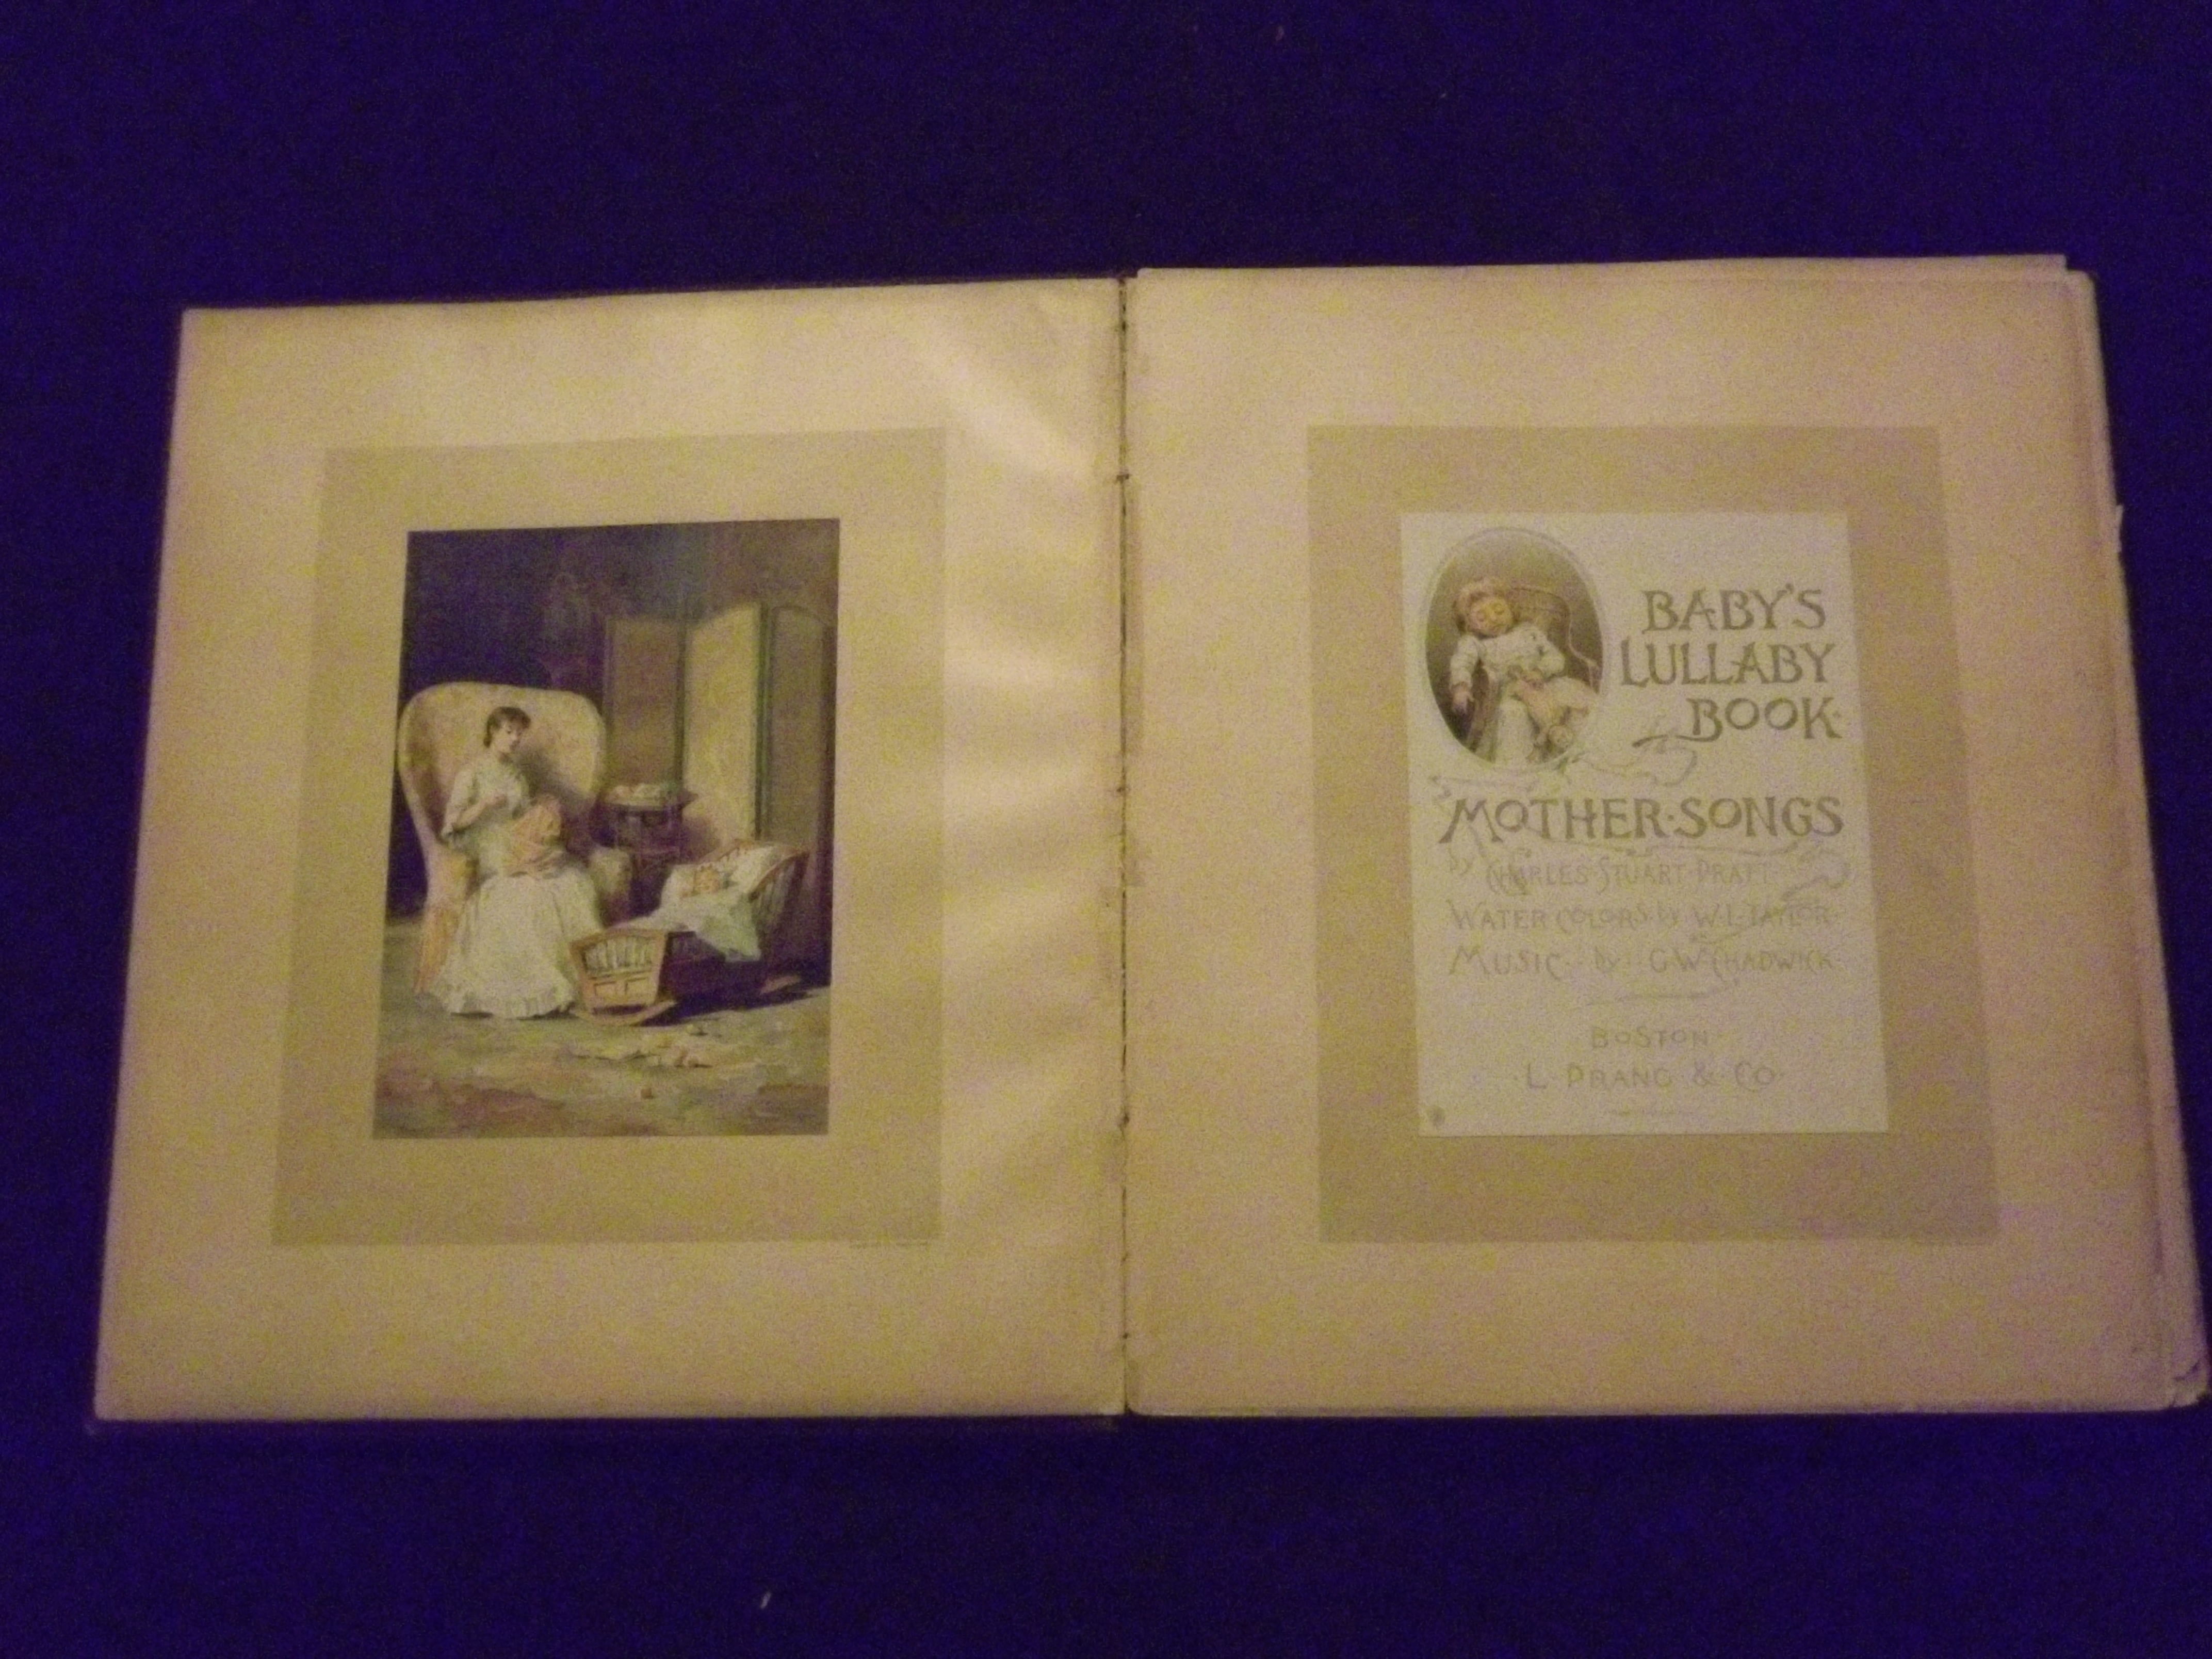 BABY'S
LULLABY
BOOK·
MOTHER·SONGS
by CHARLES·STUART·PRATT
WATER COLORS·by W·L·TAYLOR·
MUSIC· by· G·W·CHADWICK·
BOSTON·
·L·PRANG & CO·